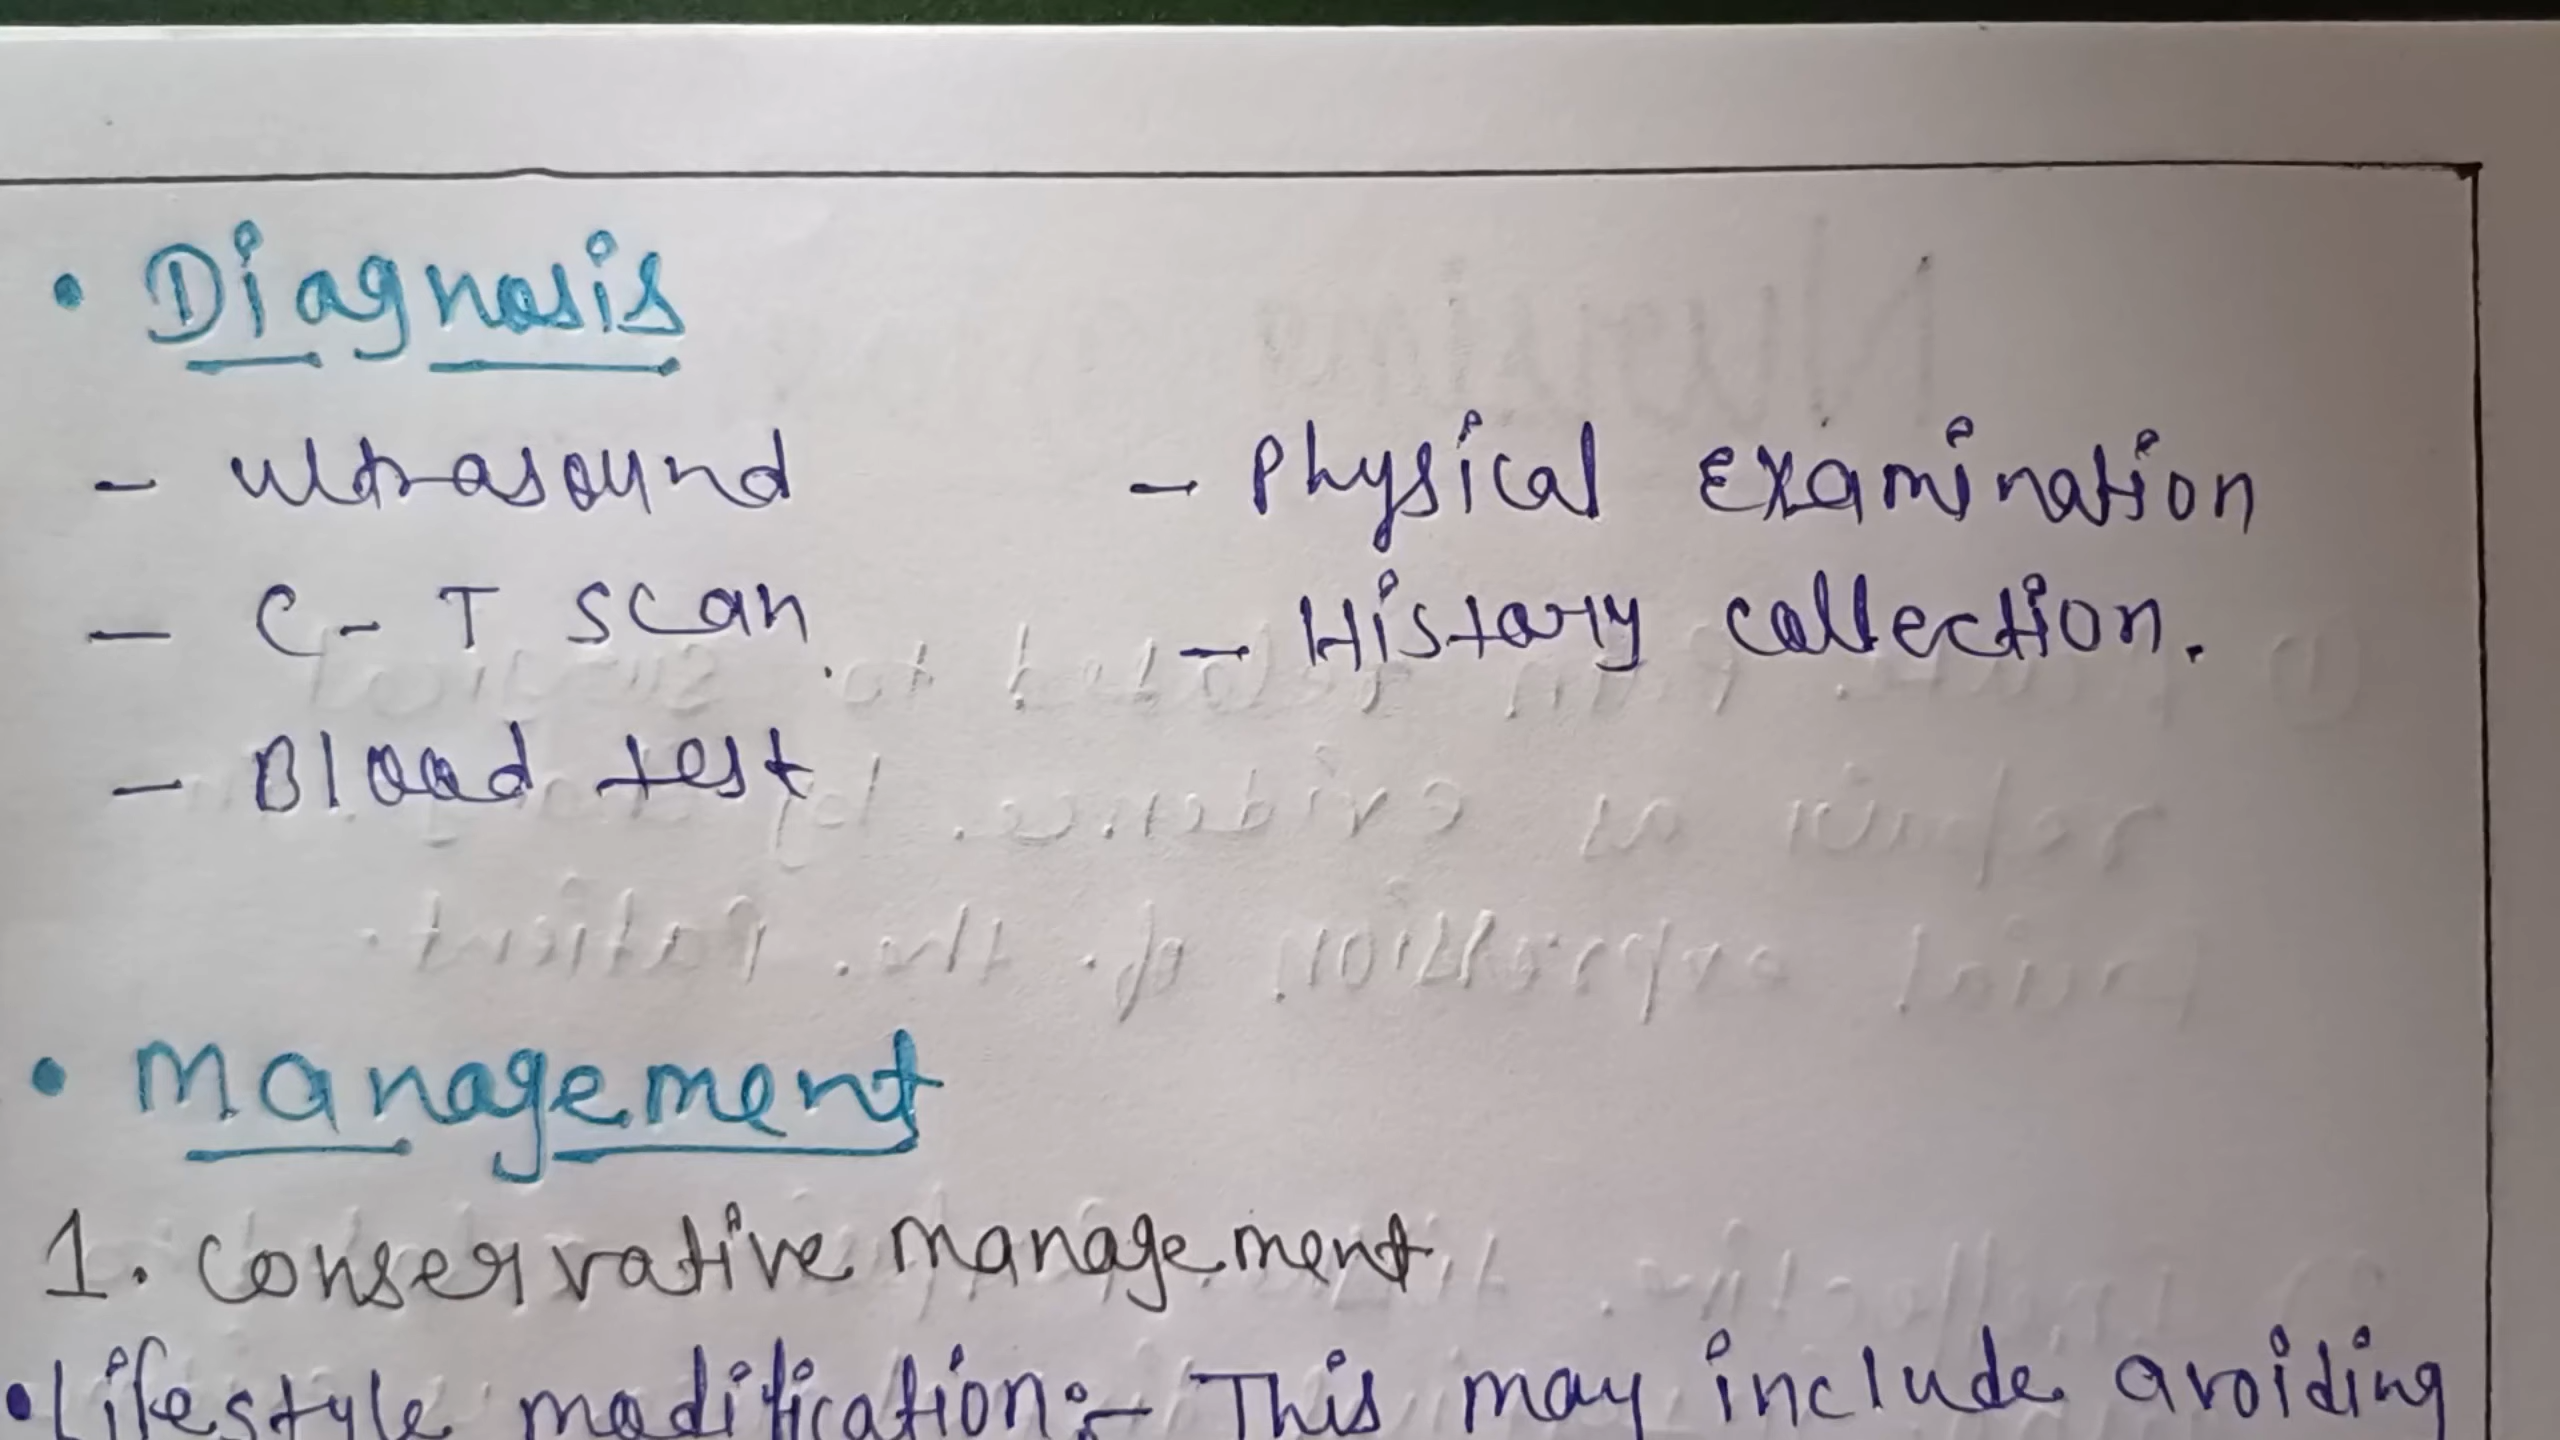 • Diagnosis
- ultrasound - Physical Examination
- C-T scan - History collection.
- Blood test
• Management
1. Conservative management
• Lifestyle modification:- This may include avoiding